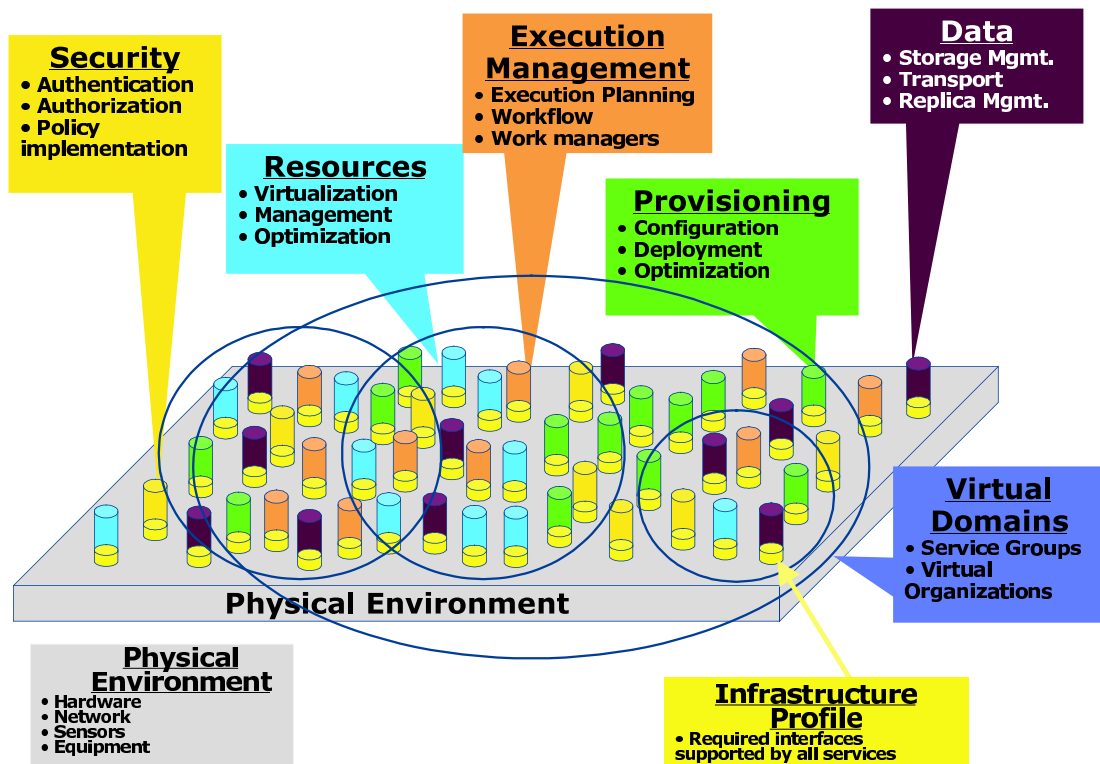 Security
• Authentication
• Authorization
• Policy
implementation
Resources
• Virtualization
• Management
• Optimization
Execution
Management
• Execution Planning
• Workflow
• Work managers
Provisioning
• Configuration
• Deployment
• Optimization
Data
• Storage Mgmt.
• Transport
• Replica Mgmt.
Virtual
Domains
• Service Groups
• Virtual
Organizations
Physical Environment
Physical
Environment
• Hardware
• Network
• Sensors
• Equipment
Infrastructure
Profile
• Required interfaces
supported by all services